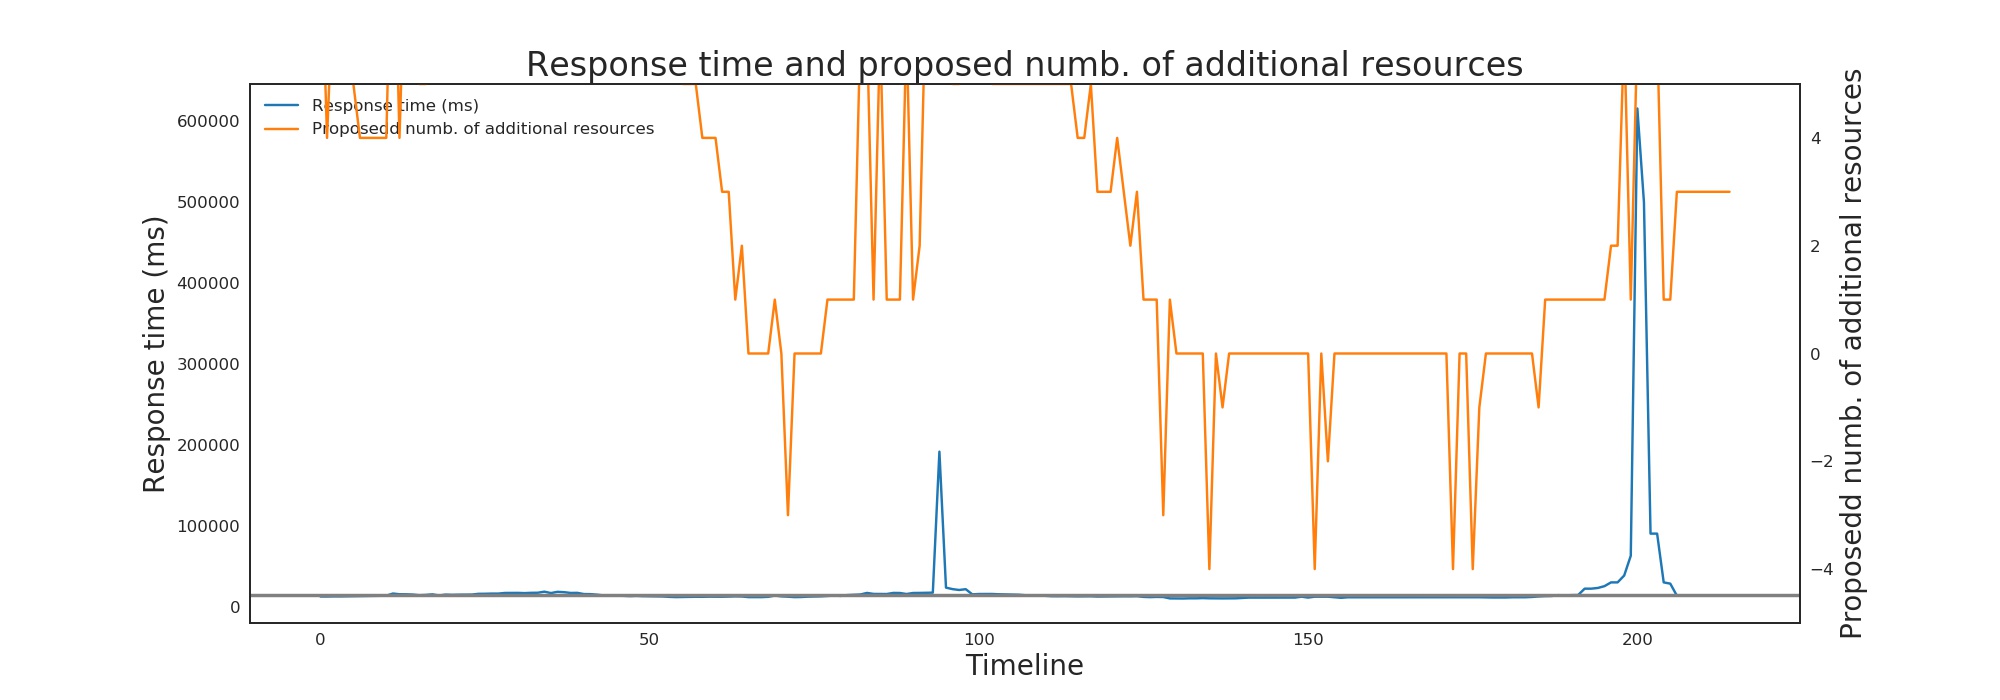 Response time and proposed numb. of additional resources
Response time (ms)
Proposedd numb. of additional resources
600000
500000
400000
300000
200000
100000
0
Response time (ms)
4
2
0
−2
−4
Proposedd numb. of additional resources
0 50 100 150 200
Timeline